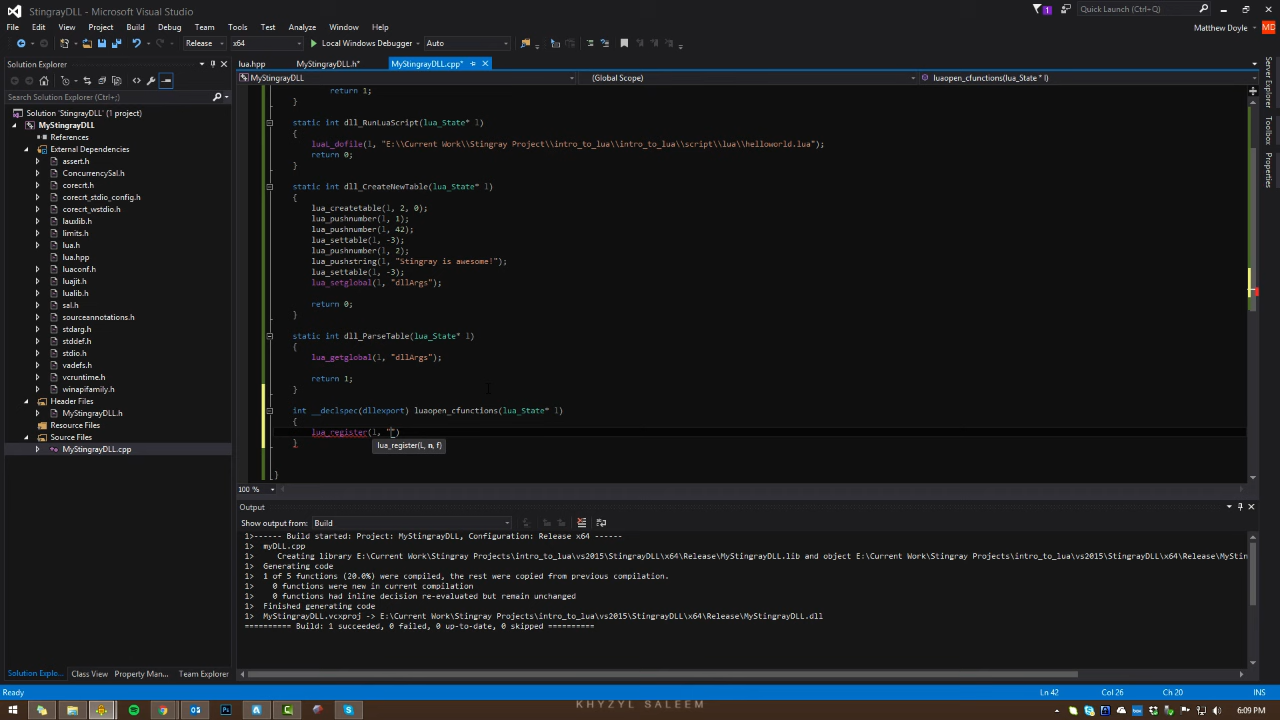 StingrayDLL - Microsoft Visual Studio
1
Quick Launch (Ctrl+Q)
File Edit View Project Build Debug Team Tools Test Analyze Register Window Help
Matthew Doyle MD
Release x64 Local Windows Debugger Auto
Solution Explorer
Search Solution Explorer (Ctrl+;)
Solution 'StingrayDLL' (1 project)
MyStingrayDLL
References
External Dependencies
assert.h
ConcurrencySal.h
corecrt.h
corecrt_stdio_config.h
corecrt_wstdio.h
lauxlib.h
limits.h
lua.h
lua.hpp
luaconf.h
luajit.h
lualib.h
sal.h
sourceannotations.h
stdarg.h
stddef.h
stdio.h
vadefs.h
vcruntime.h
winapifamily.h
Header Files
MyStingrayDLL.h
Resource Files
Source Files
MyStingrayDLL.cpp
Solution Explo... Class View Property Man... Team Explorer
lua.hpp MyStingrayDLL.h* MyStingrayDLL.cpp*
MyStingrayDLL (Global Scope) luaopen_cfunctions(lua_State * l)
return 1;
}
static int dll_RunLuaScript(lua_State* l)
{
luaL_dofile(l, "E:\\Current Work\\Stingray Project\\intro_to_lua\\intro_to_lua\\script\\lua\\helloworld.lua");
return 0;
}
static int dll_CreateNewTable(lua_State* l)
{
lua_createtable(l, 2, 0);
lua_pushnumber(l, 1);
lua_pushnumber(l, 42);
lua_settable(l, -3);
lua_pushnumber(l, 2);
lua_pushstring(l, "Stingray is awesome!");
lua_settable(l, -3);
lua_setglobal(l, "dllArgs");
return 0;
}
static int dll_ParseTable(lua_State* l)
{
lua_getglobal(l, "dllArgs");
return 1;
}
int __declspec(dllexport) luaopen_cfunctions(lua_State* l)
{
lua_register(l, "")
}
lua_register(L, n, f)
}
100 %
Output
Show output from: Build
1>------ Build started: Project: MyStingrayDLL, Configuration: Release x64 ------
1> myDLL.cpp
1> Creating library E:\Current Work\Stingray Projects\intro_to_lua\vs2015\StingrayDLL\x64\Release\MyStingrayDLL.lib and object E:\Current Work\Stingray Projects\intro_to_lua\vs2015\StingrayDLL\x64\Release\MySting
1> Generating code
1> 1 of 5 functions (20.0%) were compiled, the rest were copied from previous compilation.
1> 0 functions were new in current compilation
1> 0 functions had inline decision re-evaluated but remain unchanged
1> Finished generating code
1> MyStingrayDLL.vcxproj -> E:\Current Work\Stingray Projects\intro_to_lua\vs2015\StingrayDLL\x64\Release\MyStingrayDLL.dll
========== Build: 1 succeeded, 0 failed, 0 up-to-date, 0 skipped ==========
Server Explorer
Toolbox
Properties
Ready Ln 42 Col 26 Ch 20 INS
KHYZYL SALEEM
6:09 PM